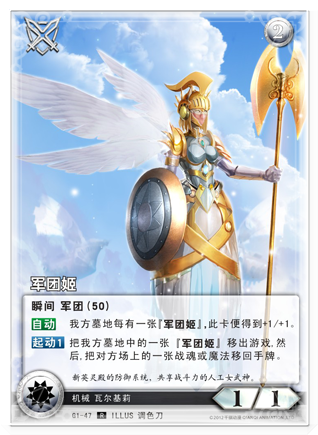 2
军团姬
瞬间 军团(50)
自动 我方墓地每有一张『军团姬』,此卡便得到+1/+1。
起动1 把我方墓地中的一张『军团姬』移出游戏.然
后,把对方场上的一张战魂或魔法移回手牌。
新英灵殿的防御系统，共享战斗力的人工女武神。
机械 瓦尔基莉
1/1
01-47 ILLUS 调色刀